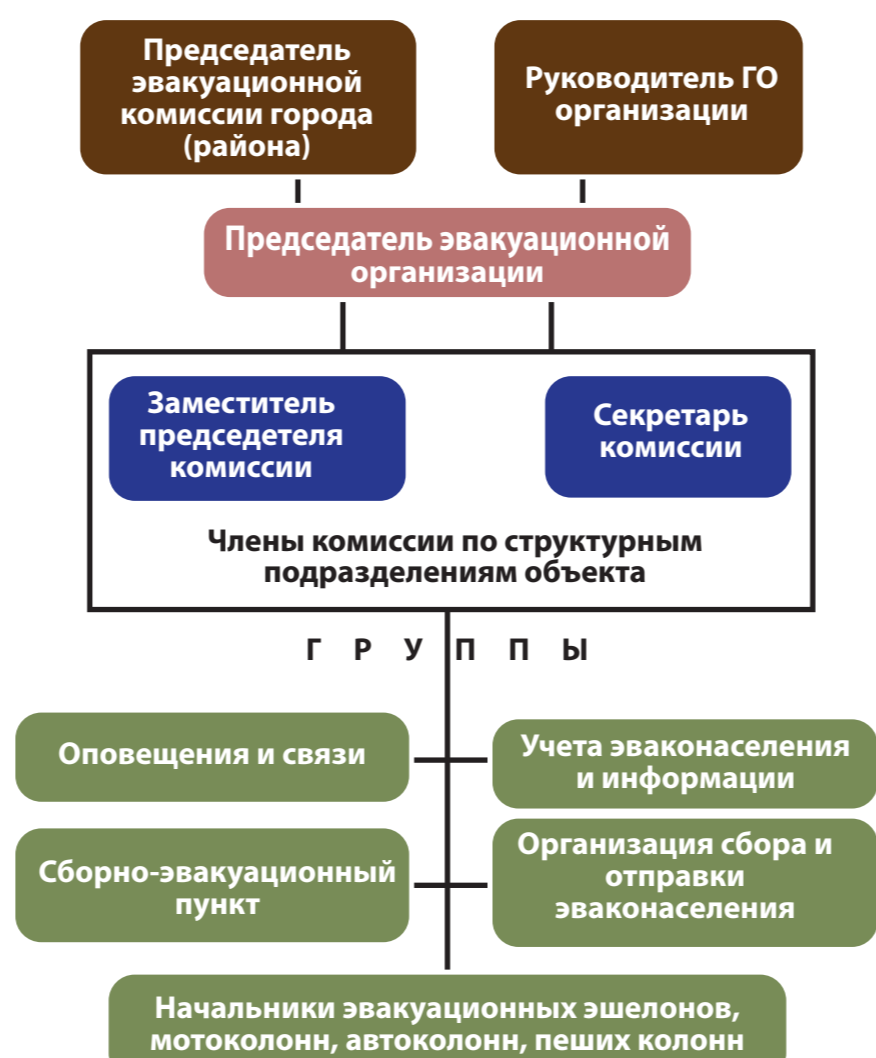 Председатель
эвакуационной
комиссии города
(района)
Руководитель ГО
организации
Председатель эвакуационной
организации
Заместитель
председетеля
комиссии
Секретарь
комиссии
Члены комиссии по структурным
подразделениям объекта
Г Р У П П Ы
Оповещения и связи
Учета эваконаселения
и информации
Сборно-эвакуационный
пункт
Организация сбора и
отправки
эваконаселения
Начальники эвакуационных эшелонов,
мотоколонн, автоколонн, пеших колонн